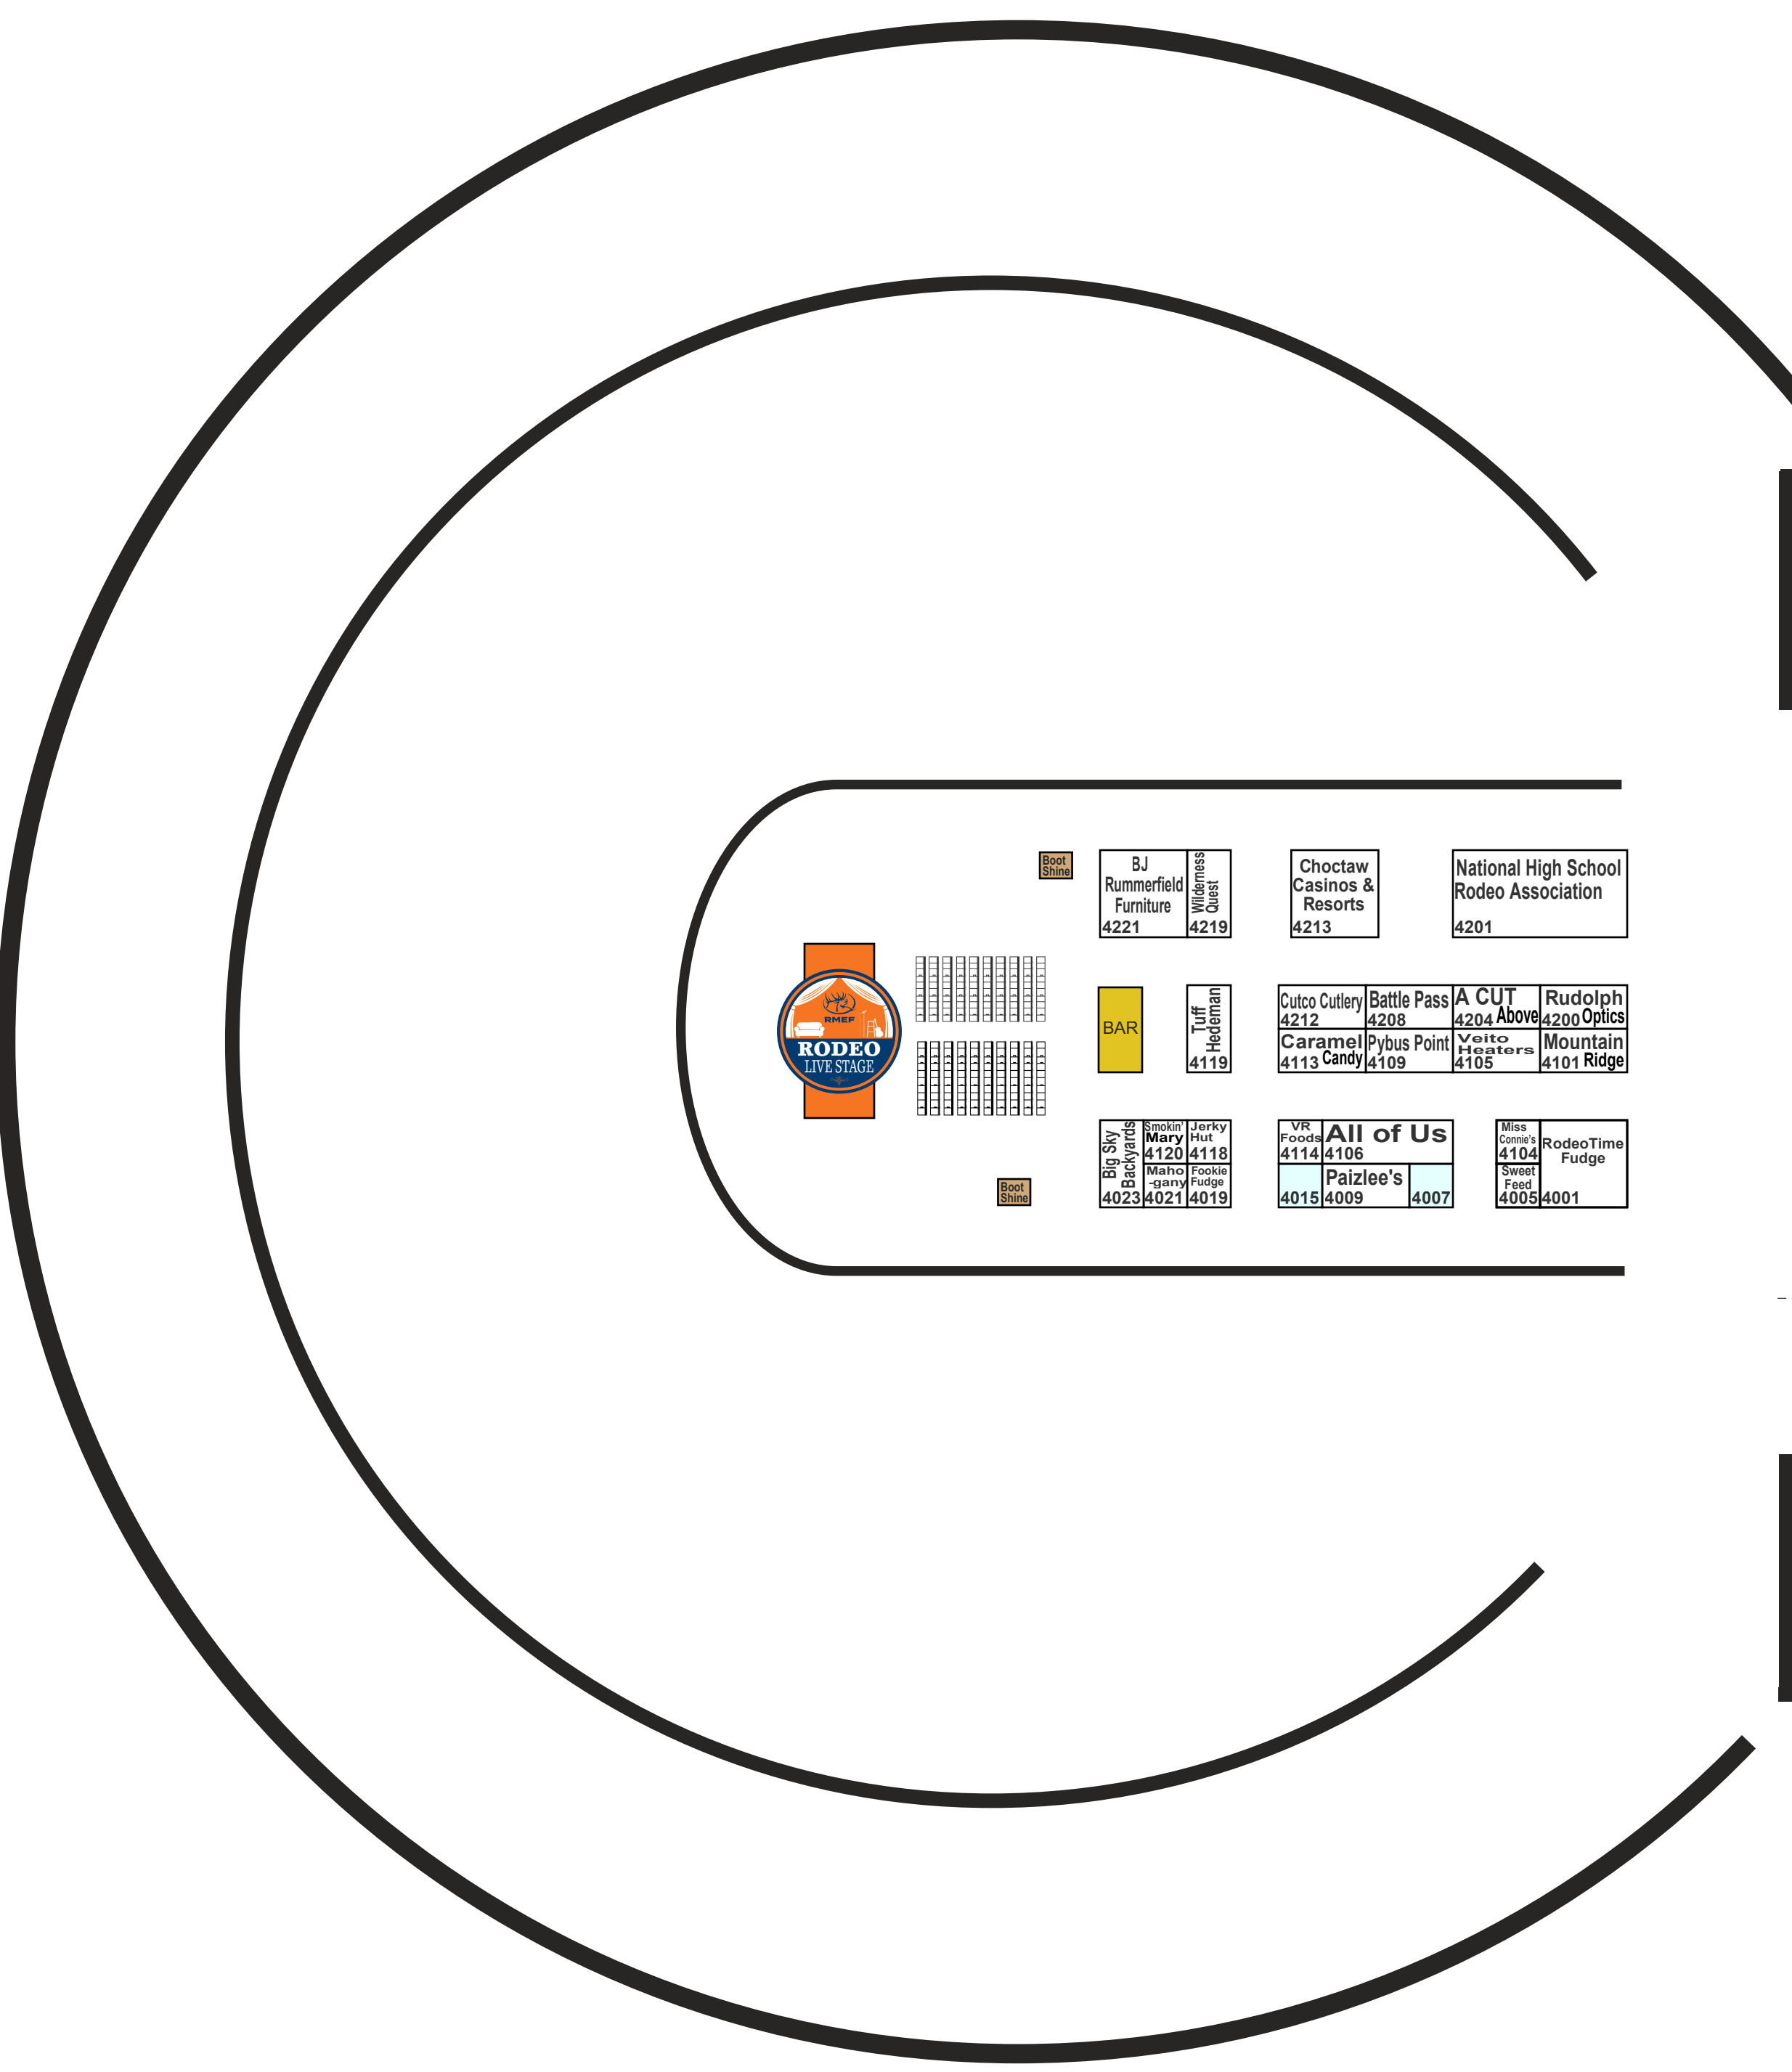 Boot
Shine
BJ
Rummerfield
Furniture
4221
Wilderness
Quest
4219
Choctaw
Casinos &
Resorts
4213
National High School
Rodeo Association
4201
RMEF
RODEO
LIVE STAGE
BAR
Tuff
Hedeman
4119
Cutco Cutlery
4212
Battle Pass
4208
A CUT
4204 Above
Rudolph
4200 Optics
Caramel
4113 Candy
Pybus Point
4109
Veito
Heaters
4105
Mountain
4101 Ridge
Big Sky
Backyards
4023
Smokin'
Mary
4120
Jerky
Hut
4118
Maho
-gany
4021
Fookie
Fudge
4019
VR
Foods
4114
All of Us
4106
4015
Paizlee's
4009
4007
Miss
Connie's
4104
Sweet
Feed
4005
RodeoTime
Fudge
4001
Boot
Shine